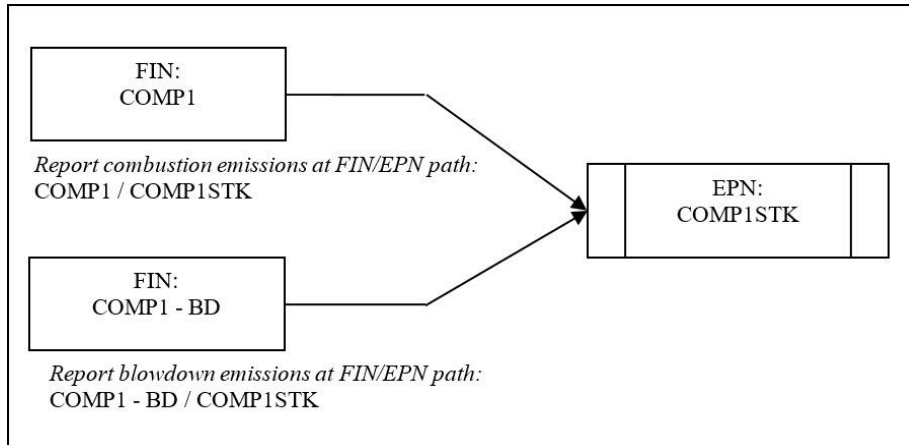 FIN:
COMP1
Report combustion emissions at FIN/EPN path:
COMP1 / COMP1STK
EPN:
COMP1STK
FIN:
COMP1 - BD
Report blowdown emissions at FIN/EPN path:
COMP1 - BD / COMP1STK